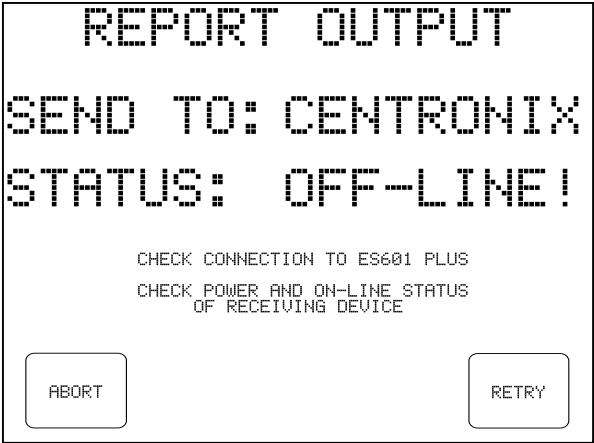 REPORT OUTPUT
SEND TO: CENTRONIX
STATUS: OFF-LINE!
CHECK CONNECTION TO ES601 PLUS
CHECK POWER AND ON-LINE STATUS
OF RECEIVING DEVICE
ABORT
RETRY